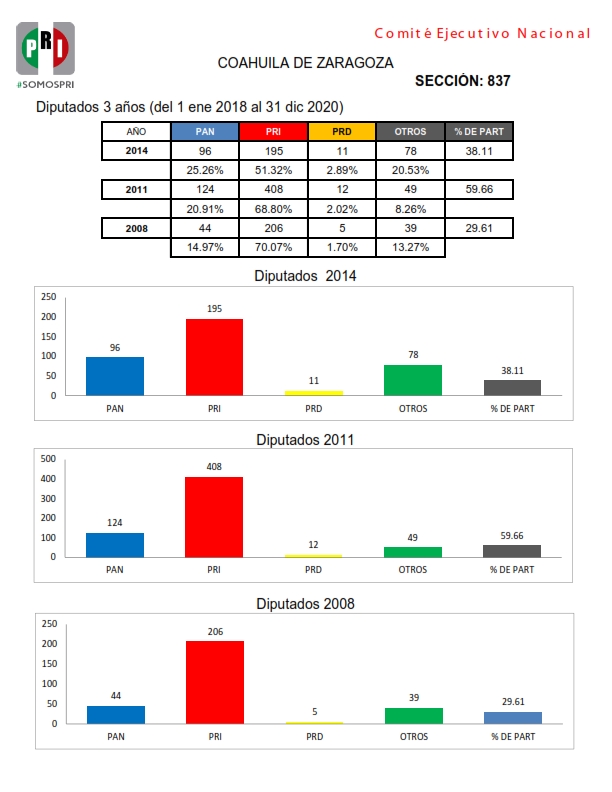 Comité Ejecutivo Nacional
PRI
#SOMOSPRI
COAHUILA DE ZARAGOZA
SECCIÓN: 837
Diputados 3 años (del 1 ene 2018 al 31 dic 2020)
AÑO PAN PRI PRD OTROS % DE PART
2014 96 195 11 78 38.11
25.26% 51.32% 2.89% 20.53%
2011 124 408 12 49 59.66
20.91% 68.80% 2.02% 8.26%
2008 44 206 5 39 29.61
14.97% 70.07% 1.70% 13.27%
Diputados 2014
250
200
150
100
50
0
96 195 11 78 38.11
PAN PRI PRD OTROS % DE PART
Diputados 2011
500
400
300
200
100
0
124 408 12 49 59.66
PAN PRI PRD OTROS % DE PART
Diputados 2008
250
200
150
100
50
0
44 206 5 39 29.61
PAN PRI PRD OTROS % DE PART